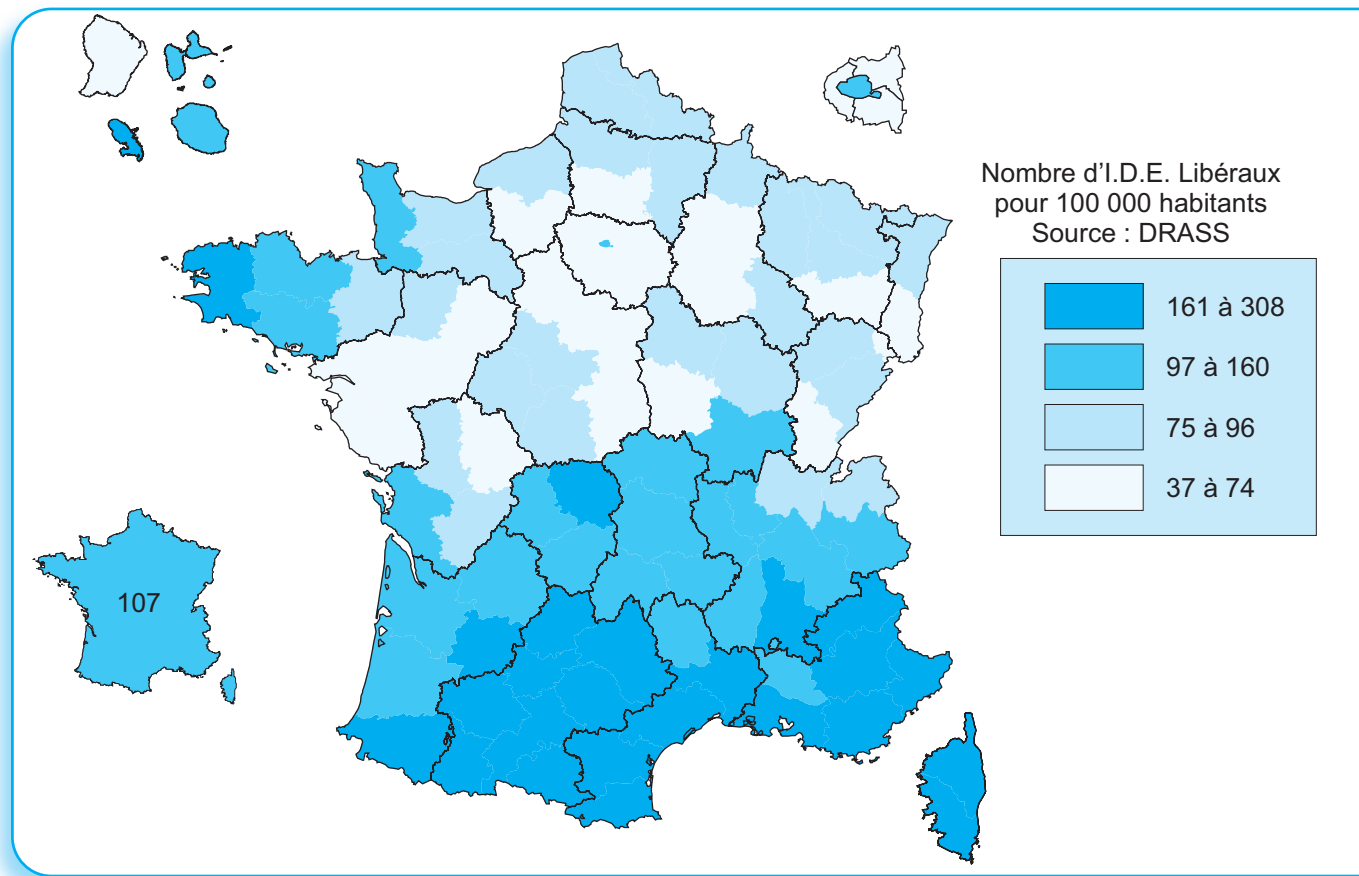 Nombre d'I.D.E. Libéraux
pour 100 000 habitants
Source : DRASS
161 à 308
97 à 160
75 à 96
37 à 74
107